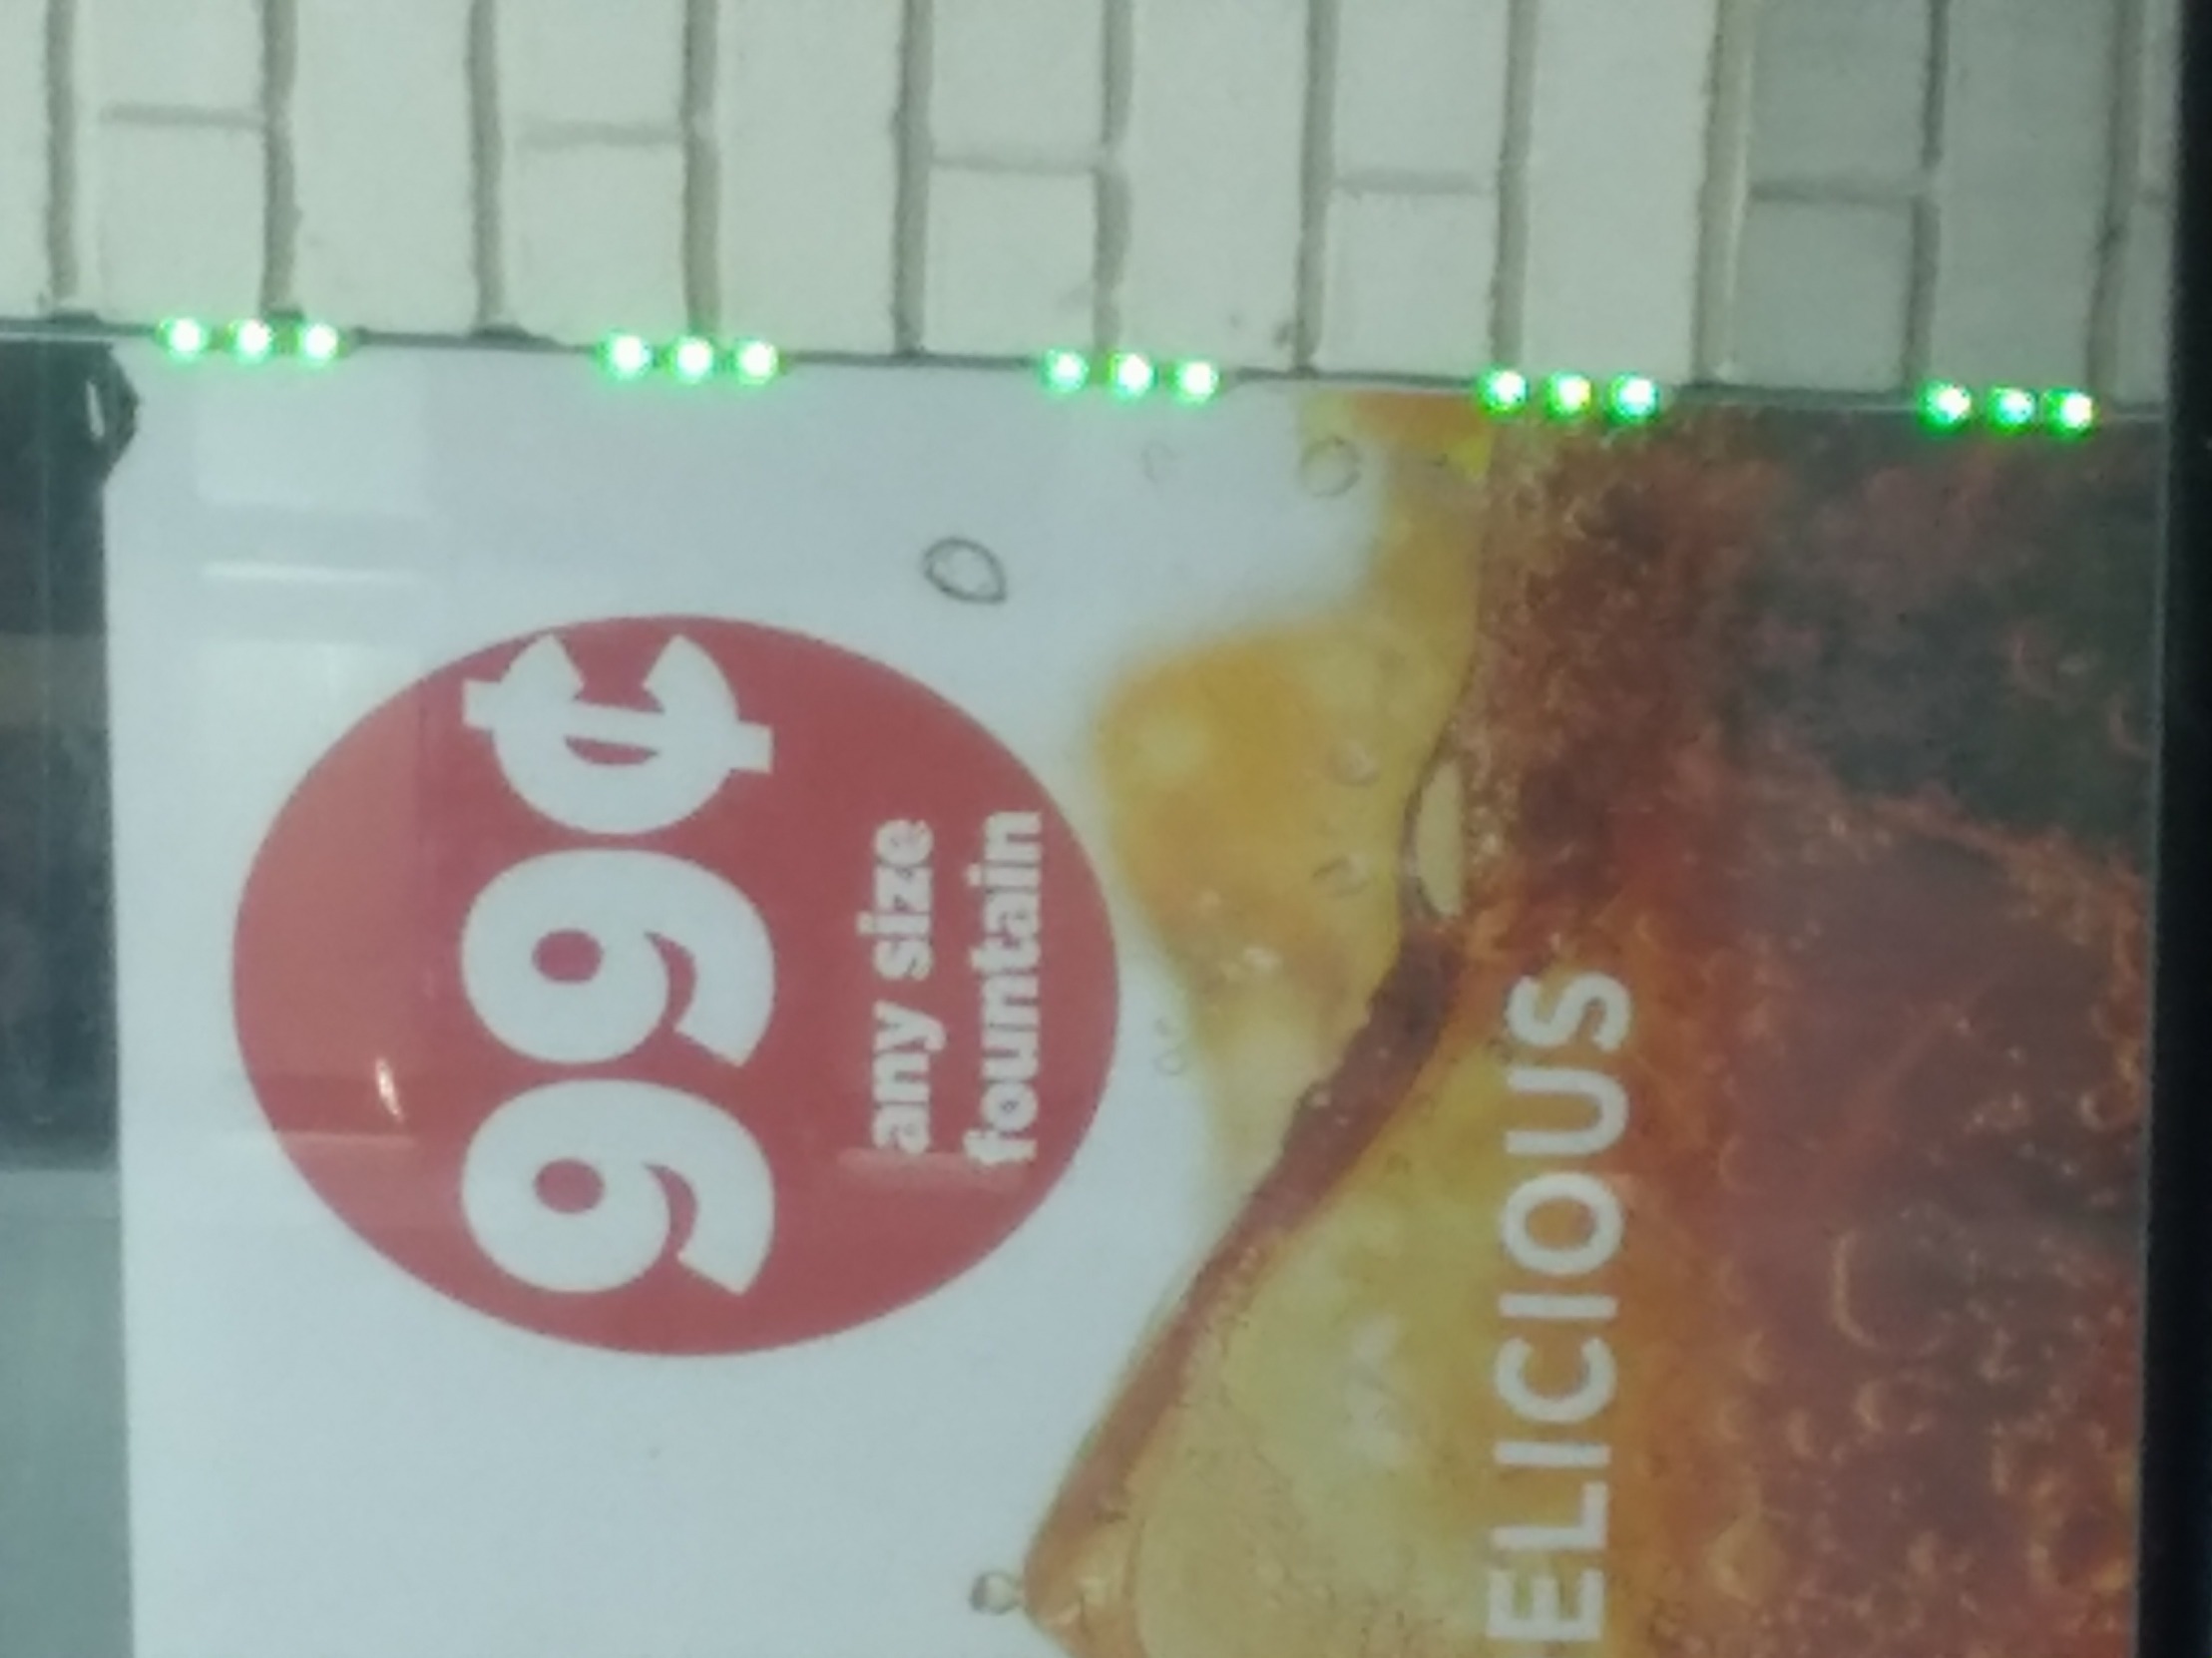 99¢
any size
fountain
ELICIOUS